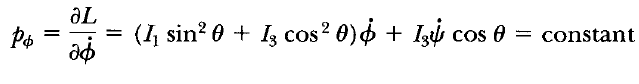 p_ϕ = ∂L/∂ϕ̇ = (I₁ sin² θ + I₃ cos² θ)ϕ̇ + I₃ψ̇ cos θ = constant